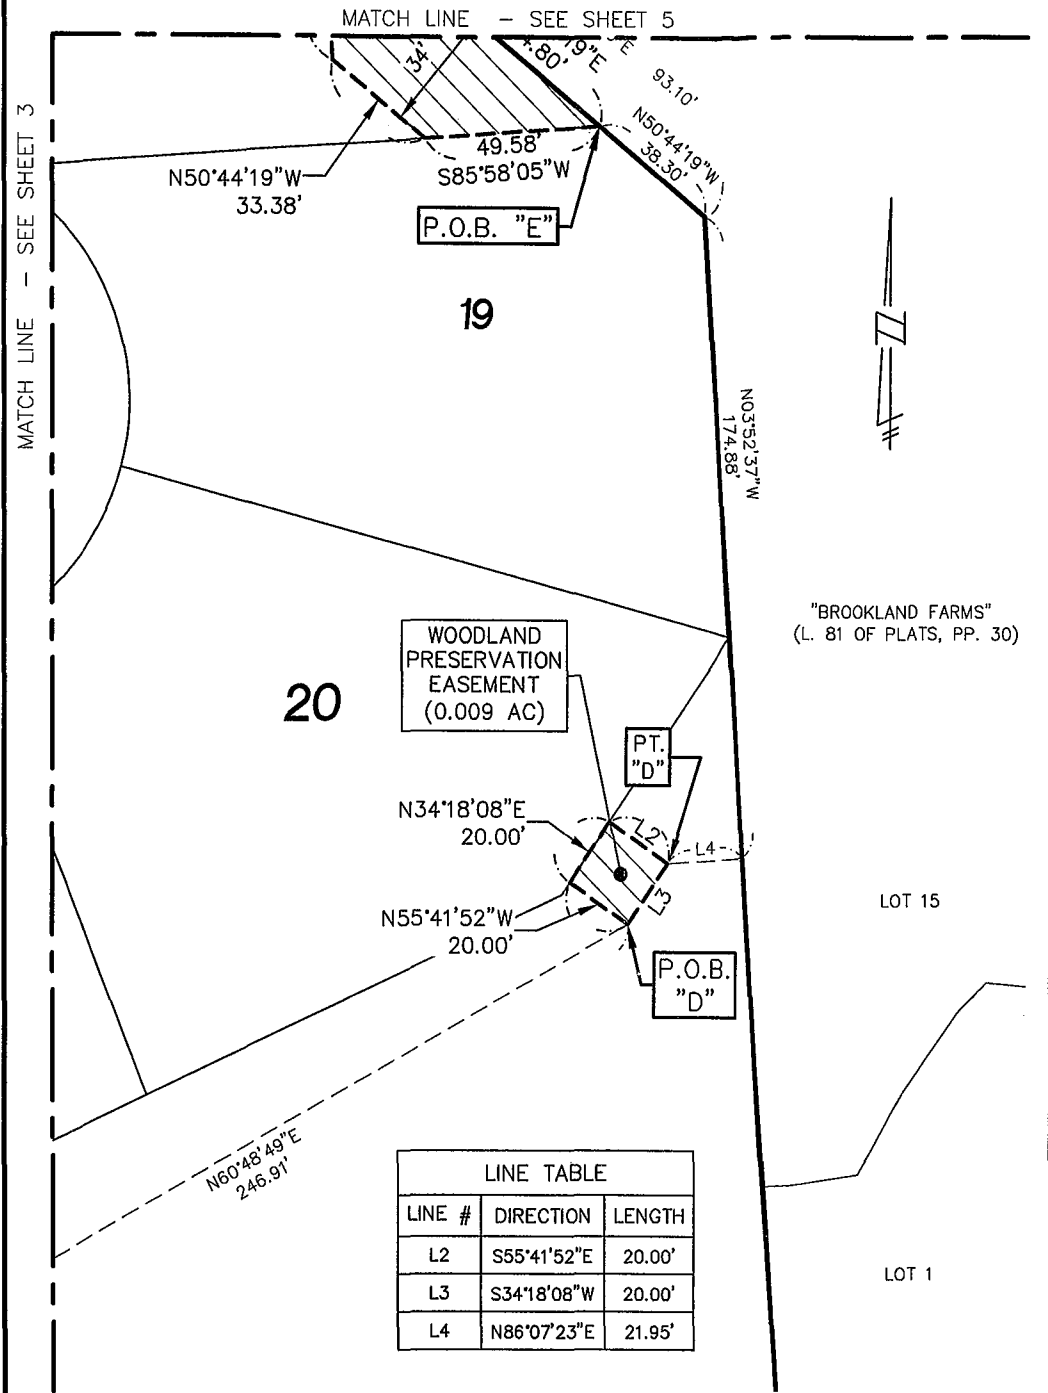 MATCH LINE - SEE SHEET 5
MATCH LINE - SEE SHEET 3
34'
19"E
4.80'
93.10'
N50°44'19"W
38.30'
49.58'
S85°58'05"W
N50°44'19"W
33.38'
P.O.B. "E"
19
N03°52'37"W
174.88'
"BROOKLAND FARMS"
(L. 81 OF PLATS, PP. 30)
WOODLAND
PRESERVATION
EASEMENT
(0.009 AC)
20
PT.
"D"
N34°18'08"E
20.00'
L2
L4
L3
N55°41'52"W
20.00'
LOT 15
P.O.B.
"D"
N60°48'49"E
246.91'
LINE TABLE
LINE # DIRECTION LENGTH
L2 S55°41'52"E 20.00'
L3 S34°18'08"W 20.00'
L4 N86°07'23"E 21.95'
LOT 1